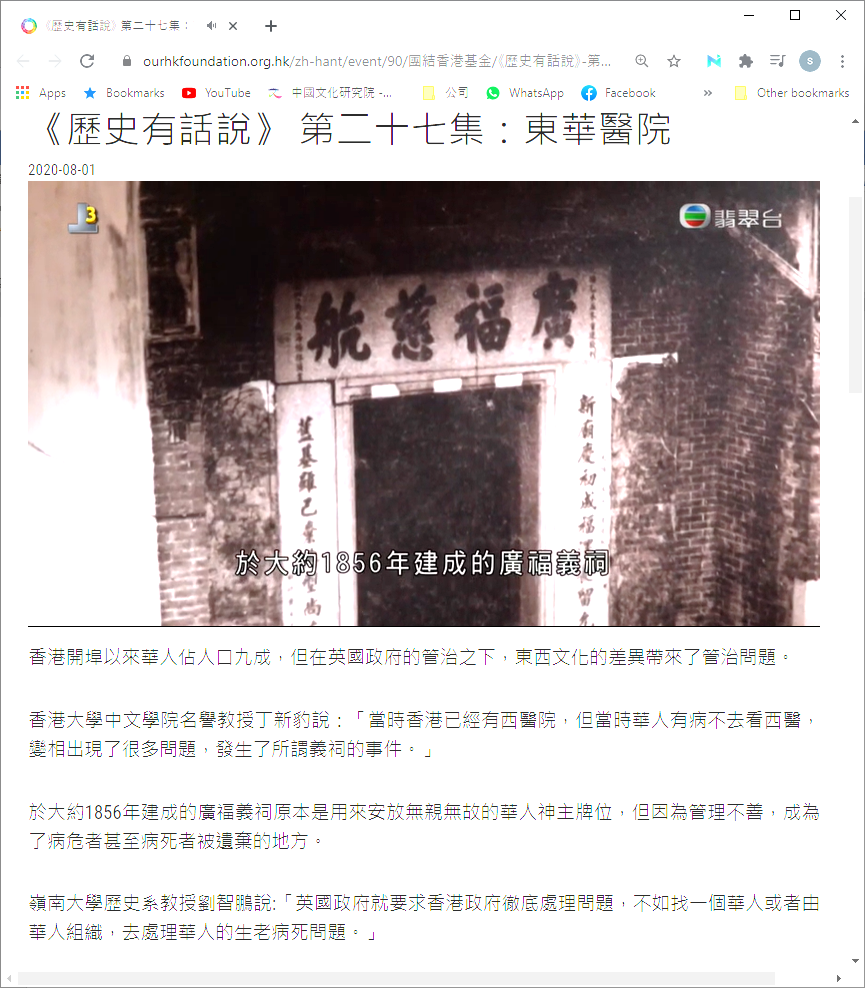 《歷史有話說》第二十七集：
ourhkfoundation.org.hk/zh-hant/event/90/團結香港基金/《歷史有話說》-第...
S
Apps Bookmarks YouTube 中國文化研究院 -... 公司 WhatsApp Facebook » Other bookmarks
《歷史有話說》 第二十七集：東華醫院
2020-08-01
3
翡翠台
廣福慈航
新廟慶初成福
舊基雖已
於大約1856年建成的廣福義祠
香港開埠以來華人佔人口九成，但在英國政府的管治之下，東西文化的差異帶來了管治問題。
香港大學中文學院名譽教授丁新豹說：「當時香港已經有西醫院，但當時華人有病不去看西醫，
變相出現了很多問題，發生了所謂義祠的事件。」
於大約1856年建成的廣福義祠原本是用來安放無親無故的華人神主牌位，但因為管理不善，成為
了病危者甚至病死者被遺棄的地方。
嶺南大學歷史系教授劉智鵬說:「英國政府就要求香港政府徹底處理問題，不如找一個華人或者由
華人組織，去處理華人的生老病死問題。」